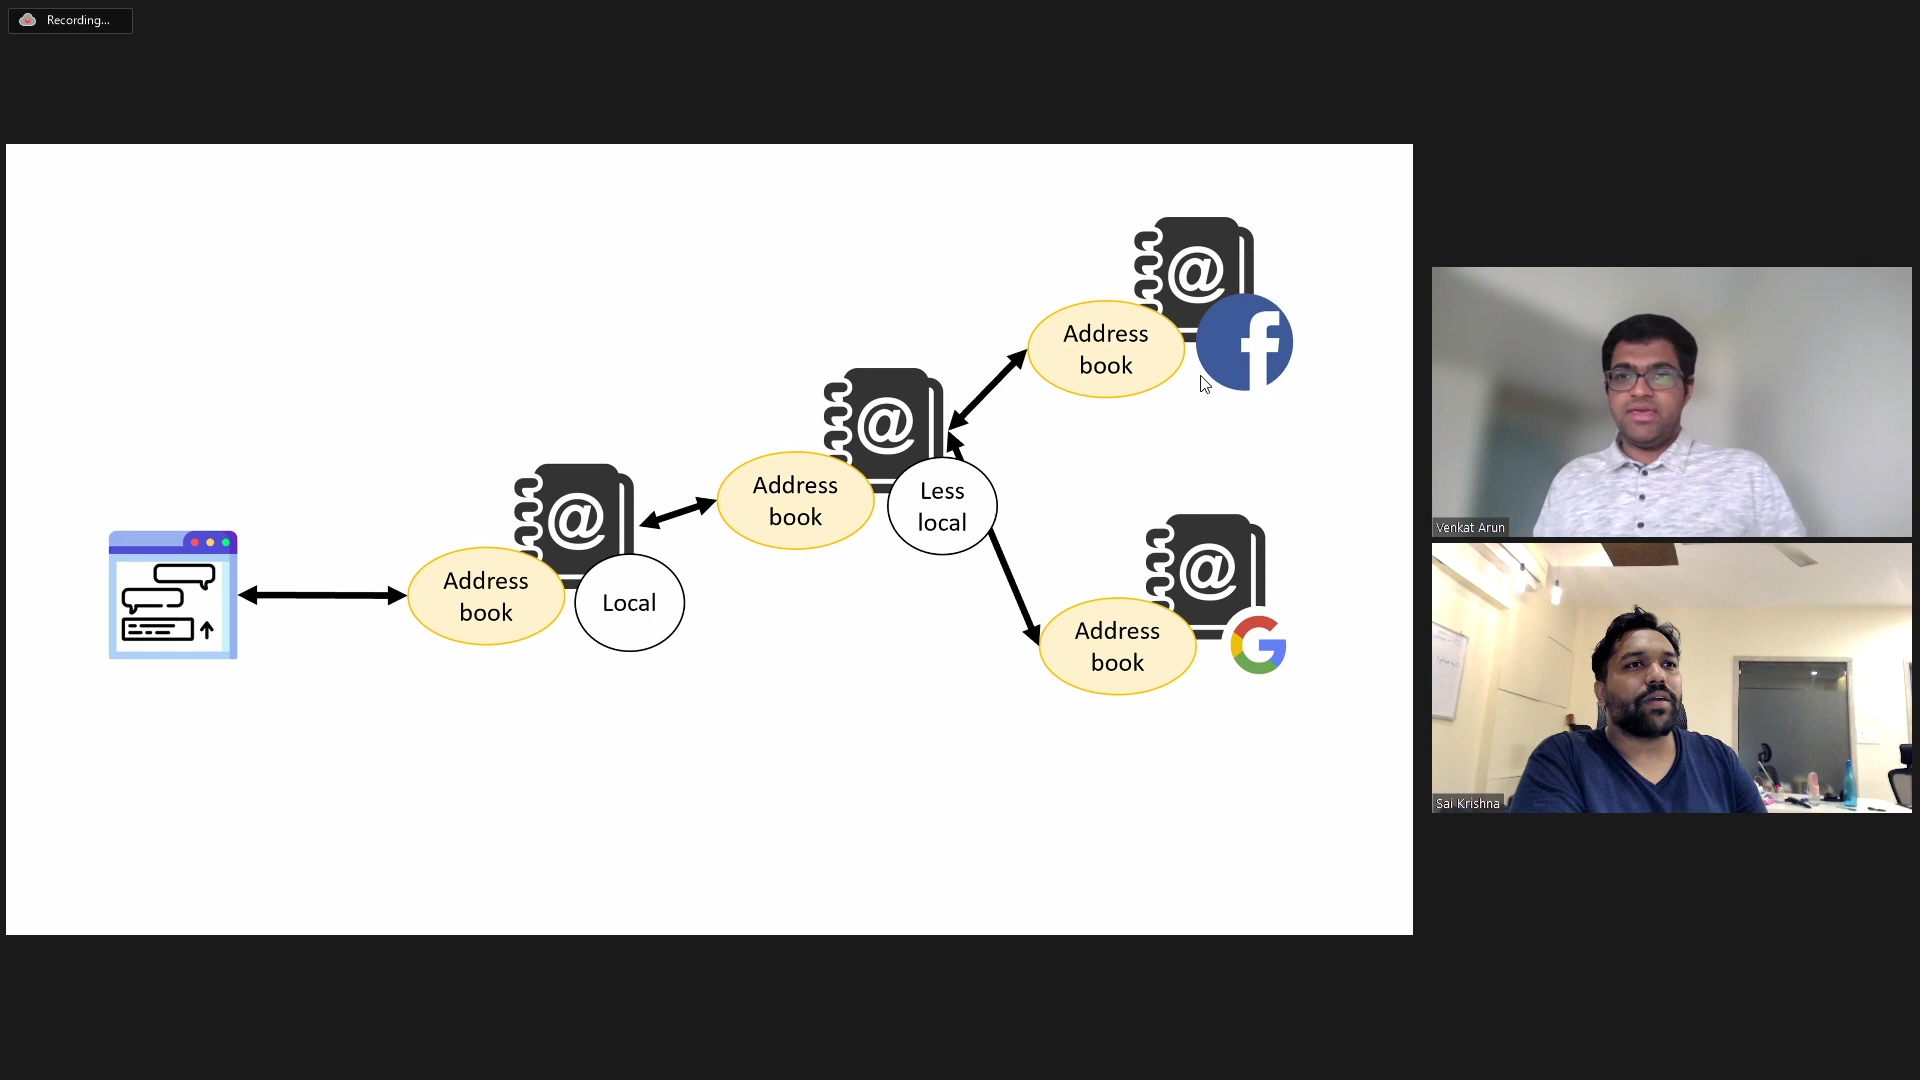 Recording...
Address
book
Address
book
Less
local
Address
book
Local
Address
book
Venkat Arun
Sai Krishna